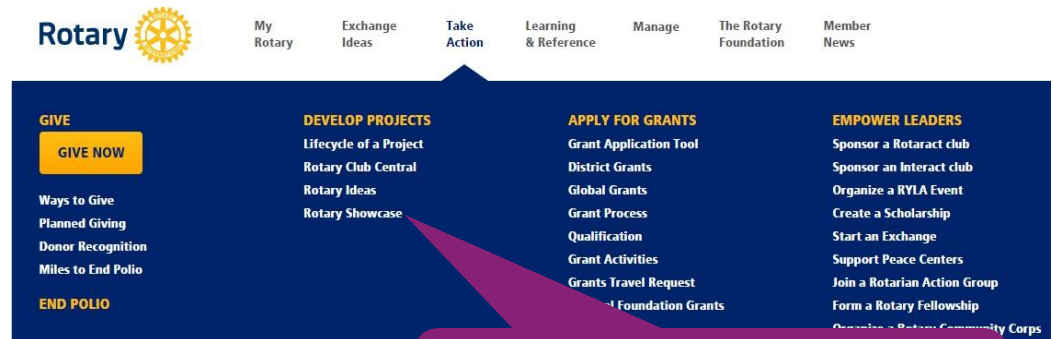 Rotary
My
Rotary
Exchange
Ideas
Take
Action
Learning
& Reference
Manage
The Rotary
Foundation
Member
News
GIVE
GIVE NOW
Ways to Give
Planned Giving
Donor Recognition
Miles to End Polio
END POLIO
DEVELOP PROJECTS
Lifecycle of a Project
Rotary Club Central
Rotary Ideas
Rotary Showcase
APPLY FOR GRANTS
Grant Application Tool
District Grants
Global Grants
Grant Process
Qualification
Grant Activities
Grants Travel Request
Foundation Grants
EMPOWER LEADERS
Sponsor a Rotaract club
Sponsor an Interact club
Organize a RYLA Event
Create a Scholarship
Start an Exchange
Support Peace Centers
Join a Rotarian Action Group
Form a Rotary Fellowship
Organize a Rotary Community Corps